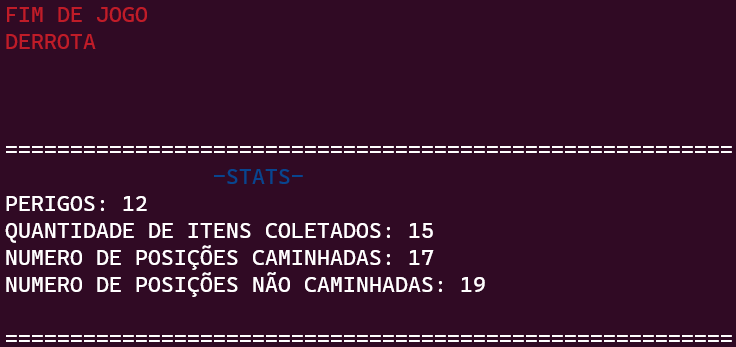 FIM DE JOGO
DERROTA
========================================================
-STATS-
PERIGOS: 12
QUANTIDADE DE ITENS COLETADOS: 15
NUMERO DE POSIÇÕES CAMINHADAS: 17
NUMERO DE POSIÇÕES NÃO CAMINHADAS: 19
========================================================